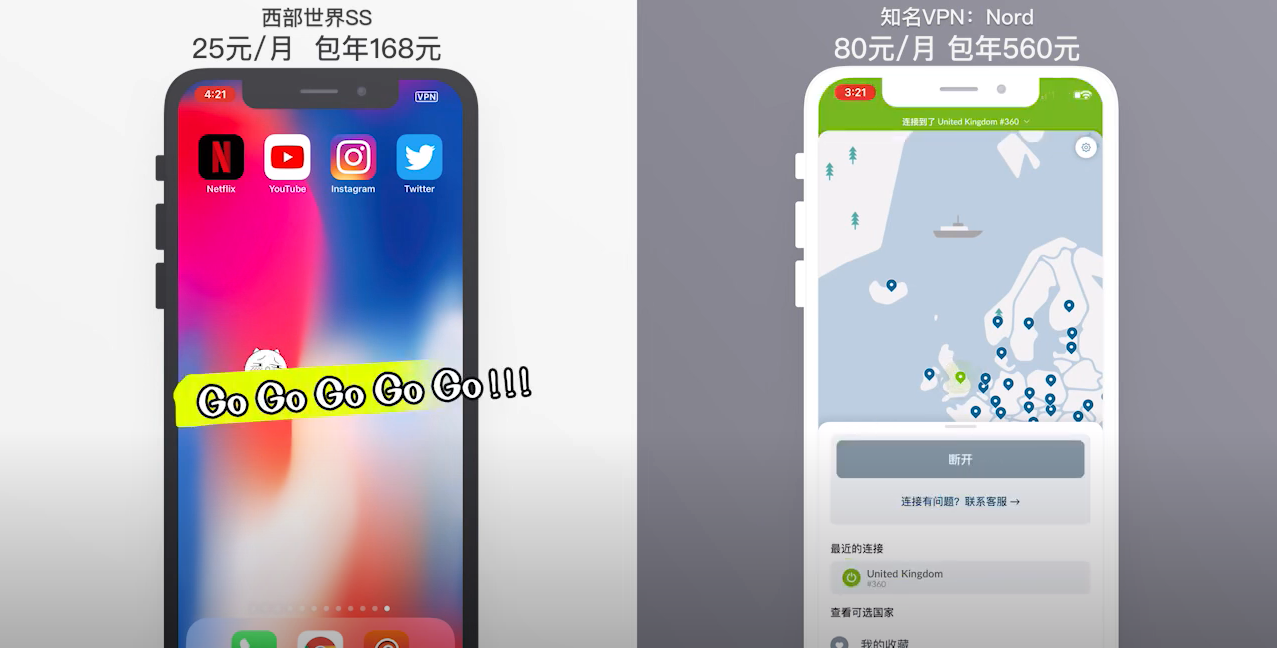 西部世界SS
25元/月 包年168元
4:21
VPN
Netflix
YouTube
Instagram
Twitter
Go Go Go Go Go!!!
知名VPN：Nord
80元/月 包年560元
3:21
连接到了 United Kingdom #360
断开
连接有问题？联系客服→
最近的连接
United Kingdom
#360
查看可选国家
我的收藏